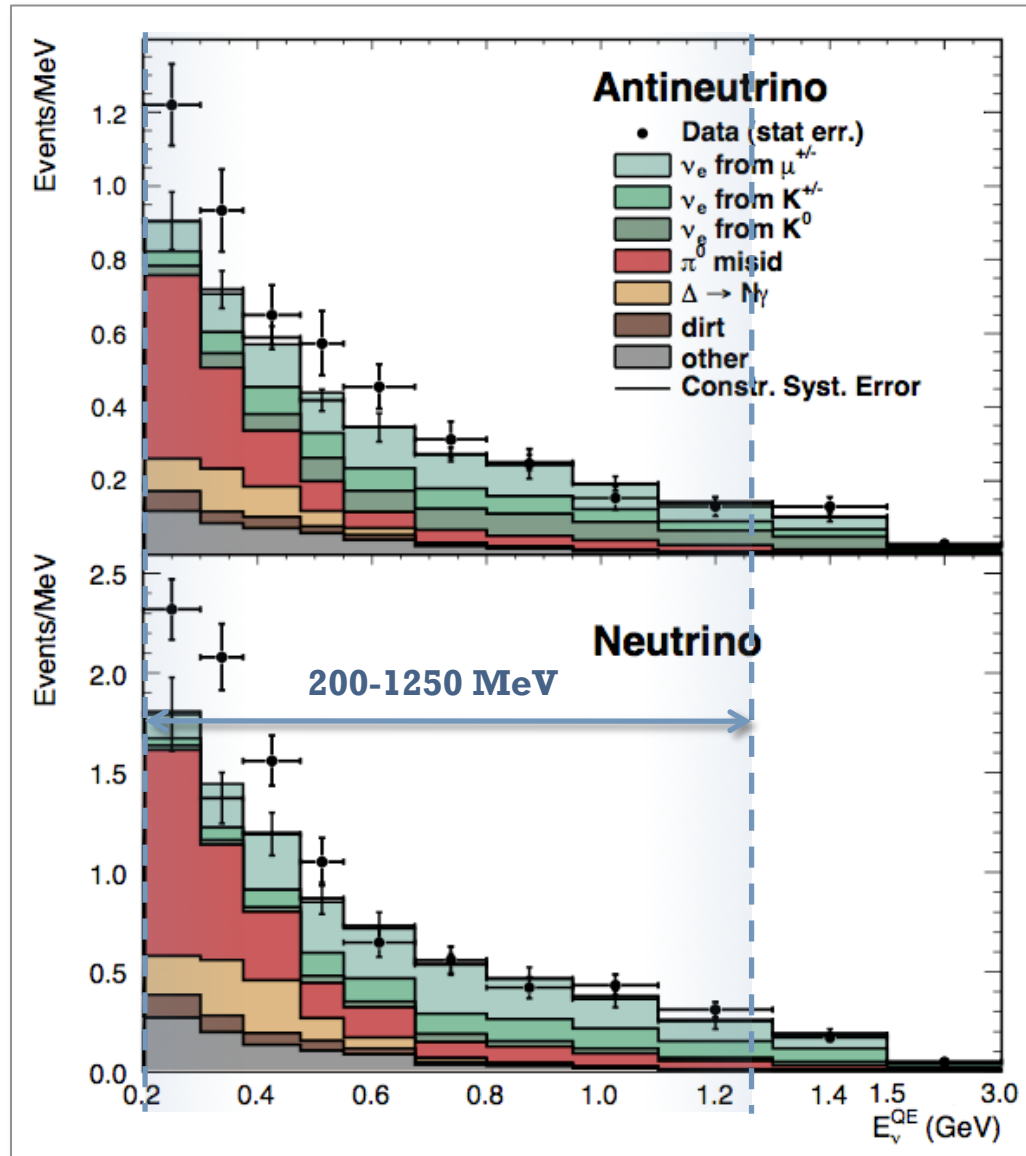 Events/MeV
1.2
1.0
0.8
0.6
0.4
0.2
Antineutrino
Data (stat err.)
νe from μ+/-
νe from K+/-
νe from K0
π0 misid
Δ → Nγ
dirt
other
Constr. Syst. Error
Events/MeV
2.5
2.0
1.5
1.0
0.5
0.0
Neutrino
200-1250 MeV
0.2 0.4 0.6 0.8 1.0 1.2 1.4 1.5 3.0
EνQE (GeV)